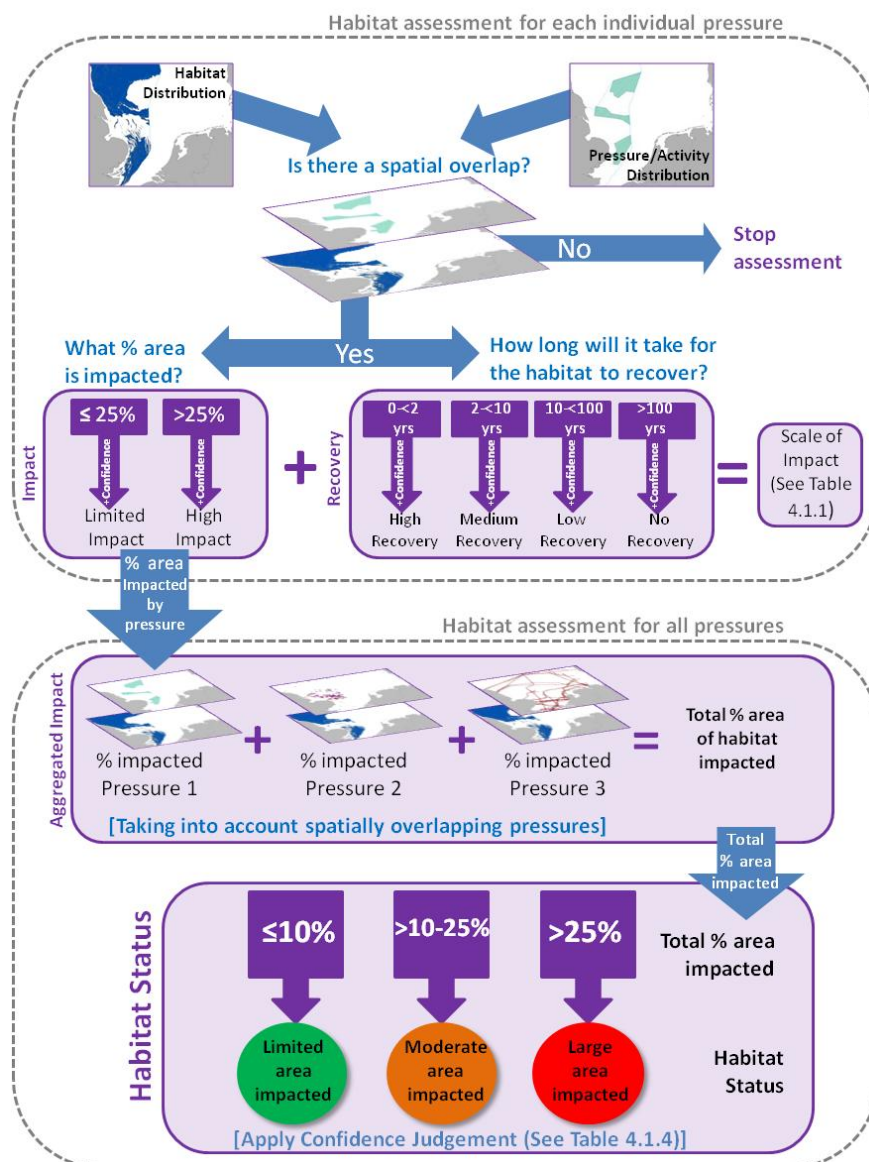 Habitat assessment for each individual pressure
Habitat
Distribution
Pressure/Activity
Distribution
Is there a spatial overlap?
No
Stop
assessment
Yes
What % area
is impacted?
How long will it take for
the habitat to recover?
Impact
≤ 25%
>25%
+Confidence
+Confidence
Limited
Impact
High
Impact
+
Recovery
0-<2
yrs
2-<10
yrs
10-<100
yrs
>100
yrs
+Confidence
+Confidence
+Confidence
+Confidence
High
Recovery
Medium
Recovery
Low
Recovery
No
Recovery
=
Scale of
Impact
(See Table
4.1.1)
% area
Impacted
by
pressure
Habitat assessment for all pressures
Aggregated Impact
% impacted
Pressure 1
+
% impacted
Pressure 2
+
% impacted
Pressure 3
=
Total % area
of habitat
impacted
[Taking into account spatially overlapping pressures]
Total
% area
impacted
Habitat Status
≤10%
>10-25%
>25%
Total % area
impacted
Limited
area
impacted
Moderate
area
impacted
Large
area
impacted
Habitat
Status
[Apply Confidence Judgement (See Table 4.1.4)]